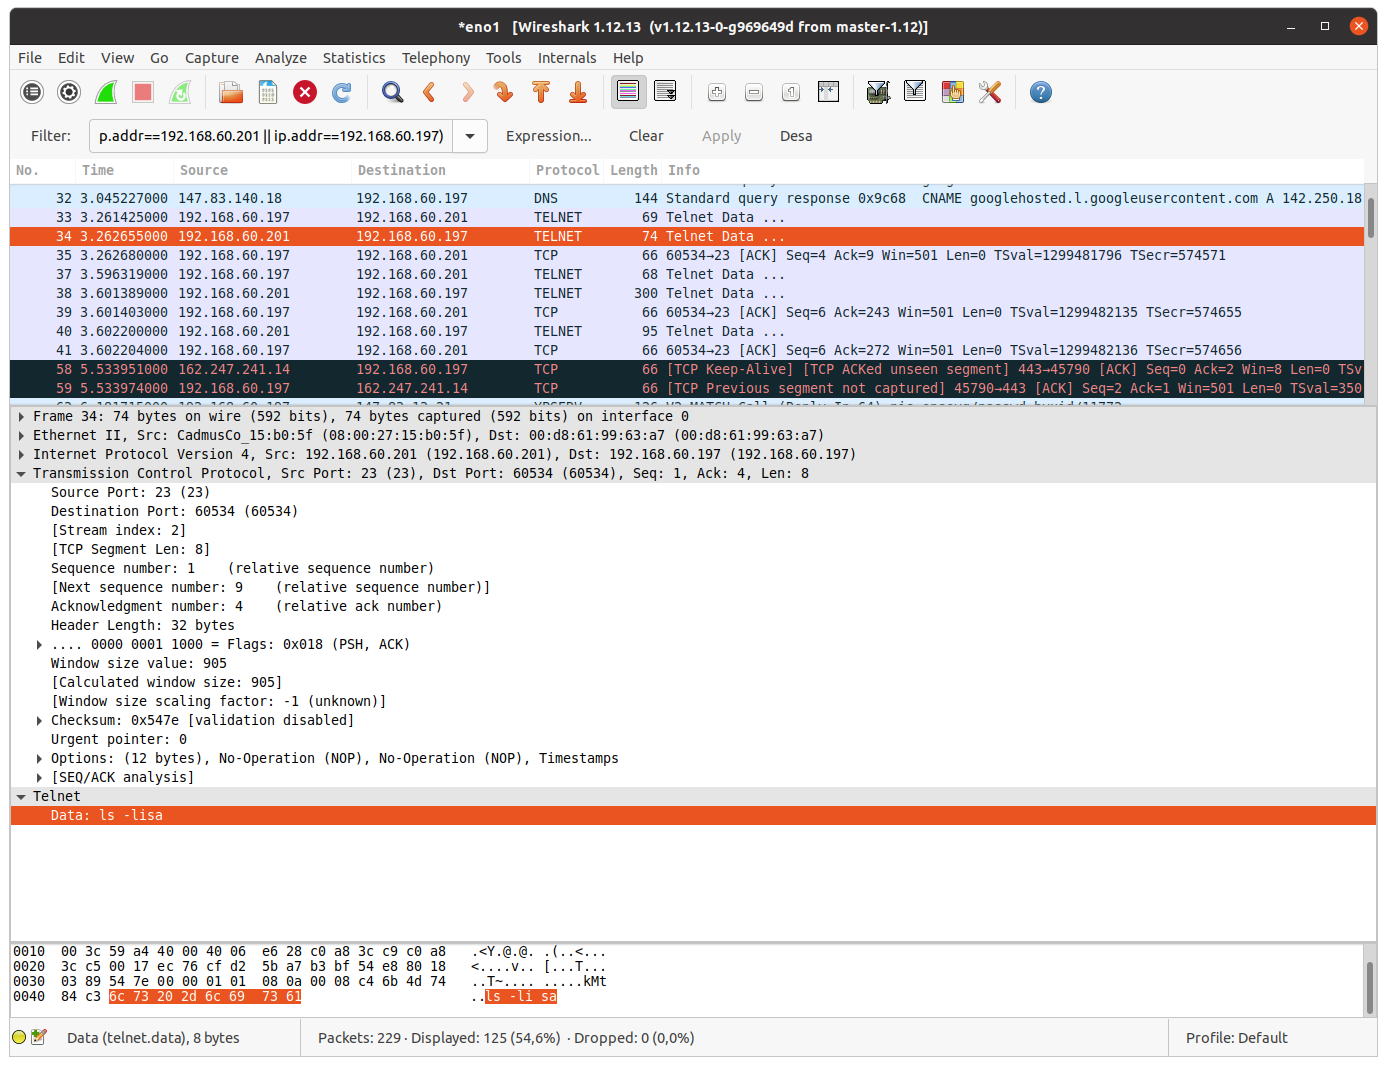 *eno1   [Wireshark 1.12.13  (v1.12.13-0-g969649d from master-1.12)]
File Edit View Go Capture Analyze Statistics Telephony Tools Internals Help
Filter: p.addr==192.168.60.201 || ip.addr==192.168.60.197) Expression... Clear Apply Desa
No. Time Source Destination Protocol Length Info
32 3.045227000 147.83.140.18 192.168.60.197 DNS 144 Standard query response 0x9c68  CNAME googlehosted.l.googleusercontent.com A 142.250.18
33 3.261425000 192.168.60.197 192.168.60.201 TELNET 69 Telnet Data ...
34 3.262655000 192.168.60.201 192.168.60.197 TELNET 74 Telnet Data ...
35 3.262680000 192.168.60.197 192.168.60.201 TCP 66 60534→23 [ACK] Seq=4 Ack=9 Win=501 Len=0 TSval=1299481796 TSecr=574571
37 3.596319000 192.168.60.197 192.168.60.201 TELNET 68 Telnet Data ...
38 3.601389000 192.168.60.201 192.168.60.197 TELNET 300 Telnet Data ...
39 3.601403000 192.168.60.197 192.168.60.201 TCP 66 60534→23 [ACK] Seq=6 Ack=243 Win=501 Len=0 TSval=1299482135 TSecr=574655
40 3.602200000 192.168.60.201 192.168.60.197 TELNET 95 Telnet Data ...
41 3.602204000 192.168.60.197 192.168.60.201 TCP 66 60534→23 [ACK] Seq=6 Ack=272 Win=501 Len=0 TSval=1299482136 TSecr=574656
58 5.533951000 162.247.241.14 192.168.60.197 TCP 66 [TCP Keep-Alive] [TCP ACKed unseen segment] 443→45790 [ACK] Seq=0 Ack=2 Win=8 Len=0 TSv
59 5.533974000 192.168.60.197 162.247.241.14 TCP 66 [TCP Previous segment not captured] 45790→443 [ACK] Seq=2 Ack=1 Win=501 Len=0 TSval=350
Frame 34: 74 bytes on wire (592 bits), 74 bytes captured (592 bits) on interface 0
Ethernet II, Src: CadmusCo_15:b0:5f (08:00:27:15:b0:5f), Dst: 00:d8:61:99:63:a7 (00:d8:61:99:63:a7)
Internet Protocol Version 4, Src: 192.168.60.201 (192.168.60.201), Dst: 192.168.60.197 (192.168.60.197)
Transmission Control Protocol, Src Port: 23 (23), Dst Port: 60534 (60534), Seq: 1, Ack: 4, Len: 8
Source Port: 23 (23)
Destination Port: 60534 (60534)
[Stream index: 2]
[TCP Segment Len: 8]
Sequence number: 1    (relative sequence number)
[Next sequence number: 9    (relative sequence number)]
Acknowledgment number: 4    (relative ack number)
Header Length: 32 bytes
.... 0000 0001 1000 = Flags: 0x018 (PSH, ACK)
Window size value: 905
[Calculated window size: 905]
[Window size scaling factor: -1 (unknown)]
Checksum: 0x547e [validation disabled]
Urgent pointer: 0
Options: (12 bytes), No-Operation (NOP), No-Operation (NOP), Timestamps
[SEQ/ACK analysis]
Telnet
Data: ls -lisa
0010  00 3c 59 a4 40 00 40 06  e6 28 c0 a8 3c c9 c0 a8   .<Y.@.@. .(..<...
0020  3c c5 00 17 ec 76 cf d2  5b a7 b3 bf 54 e8 80 18   <....v.. [...T...
0030  03 89 54 7e 00 00 01 01  08 0a 00 08 c4 6b 4d 74   ..T~.... .....kMt
0040  84 c3 6c 73 20 2d 6c 69  73 61   ..ls -li sa
Data (telnet.data), 8 bytes Packets: 229 · Displayed: 125 (54,6%)  · Dropped: 0 (0,0%) Profile: Default